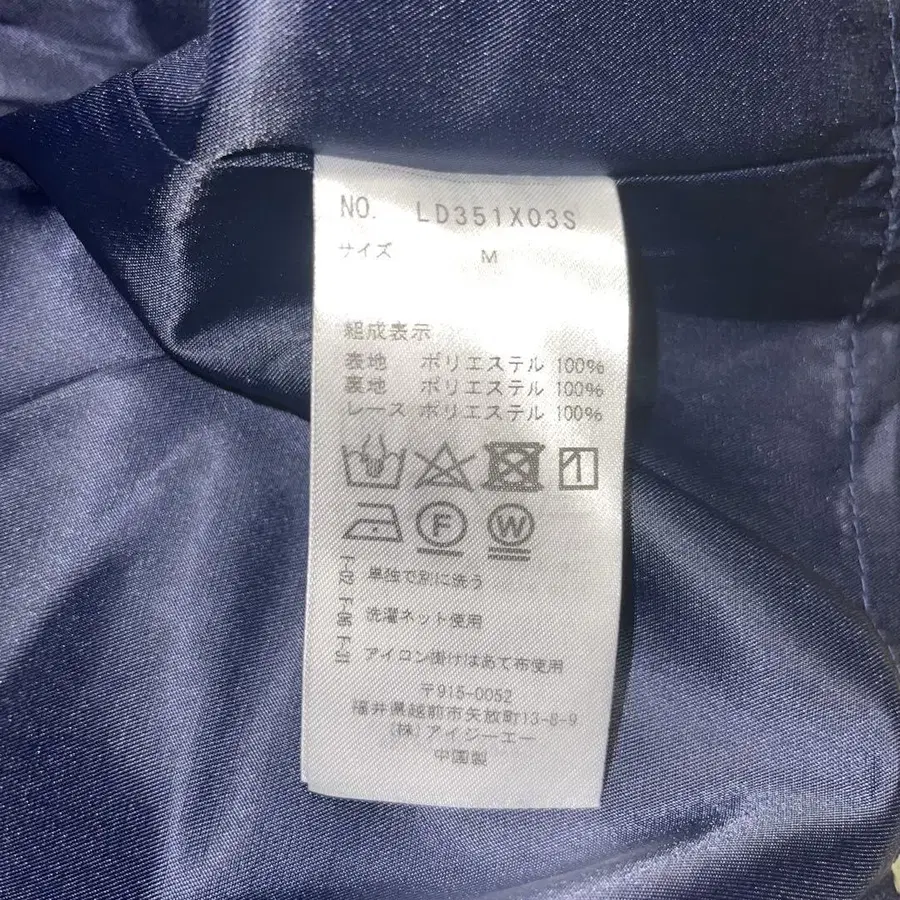 NO. LD351X03S
サイズ M
組成表示
表地 ポリエステル 100%
裏地 ポリエステル 100%
レース ポリエステル 100%
F
W
単独で別に洗う
洗濯ネット使用
アイロン掛けはあて布使用
〒915-0052
福井県越前市矢放町13-8-9
(株)アイジーエー
中国製